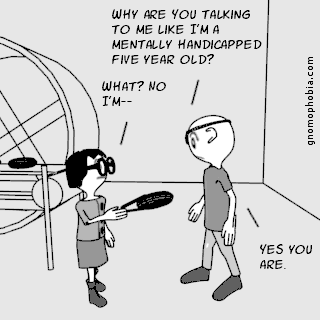 WHY ARE YOU TALKING
TO ME LIKE I'M A
MENTALLY HANDICAPPED
FIVE YEAR OLD?
WHAT? NO
I'M--
YES YOU
ARE.
gnomophobia.com